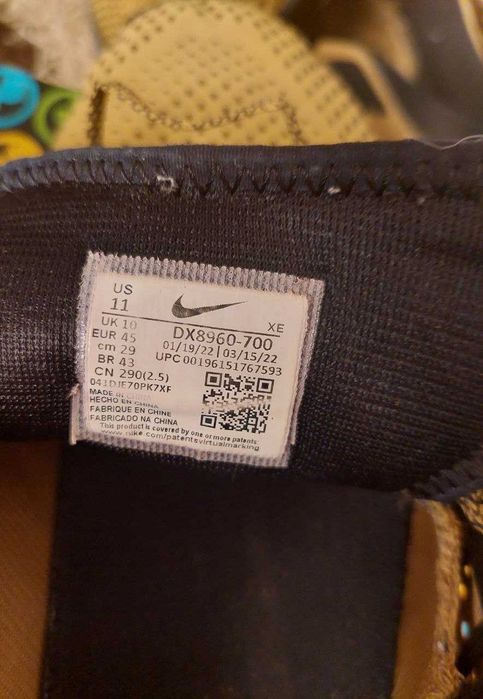 US
11
XE
UK 10
DX8960-700
EUR 45
01/19/22 | 03/15/22
cm 29
UPC 00196151767593
BR 43
CN 290(2.5)
041DJE70PK7XF
MADE IN CHINA
HECHO EN CHINA
FABRIQUE EN CHINE
FABRICADO NA CHINA
This product is covered by one or more patents:
www.nike.com/patentsvirtualmarking